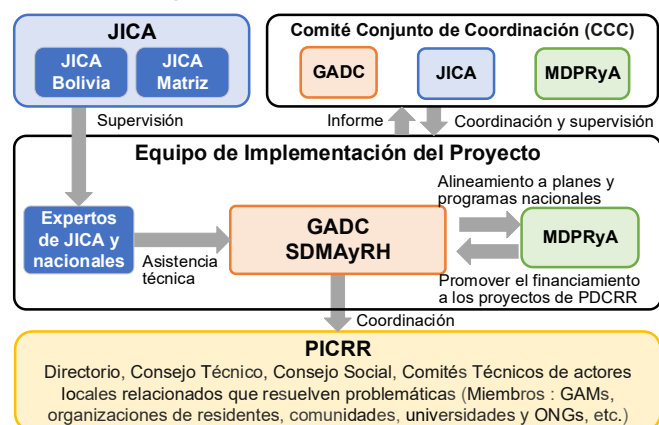 JICA
JICA
Bolivia
JICA
Matriz
Comité Conjunto de Coordinación (CCC)
GADC
JICA
MDPRyA
Supervisión
Informe
Coordinación y supervisión
Equipo de Implementación del Proyecto
Expertos
de JICA y
nacionales
Asistencia
técnica
GADC
SDMAyRH
Alineamiento a planes y
programas nacionales
MDPRyA
Promover el financiamiento
a los proyectos de PDCRR
Coordinación
PICRR
Directorio, Consejo Técnico, Consejo Social, Comités Técnicos de actores
locales relacionados que resuelven problemáticas (Miembros : GAMs,
organizaciones de residentes, comunidades, universidades y ONGs, etc.)